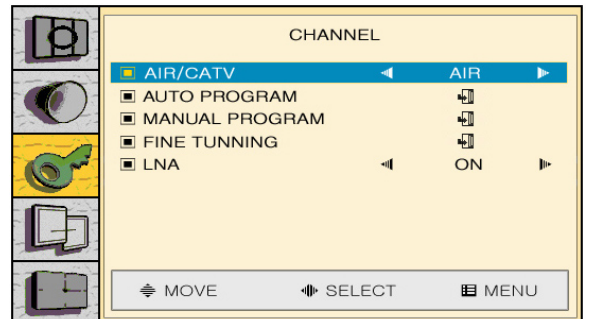 CHANNEL
AIR/CATV AIR
AUTO PROGRAM
MANUAL PROGRAM
FINE TUNNING
LNA ON
MOVE SELECT MENU